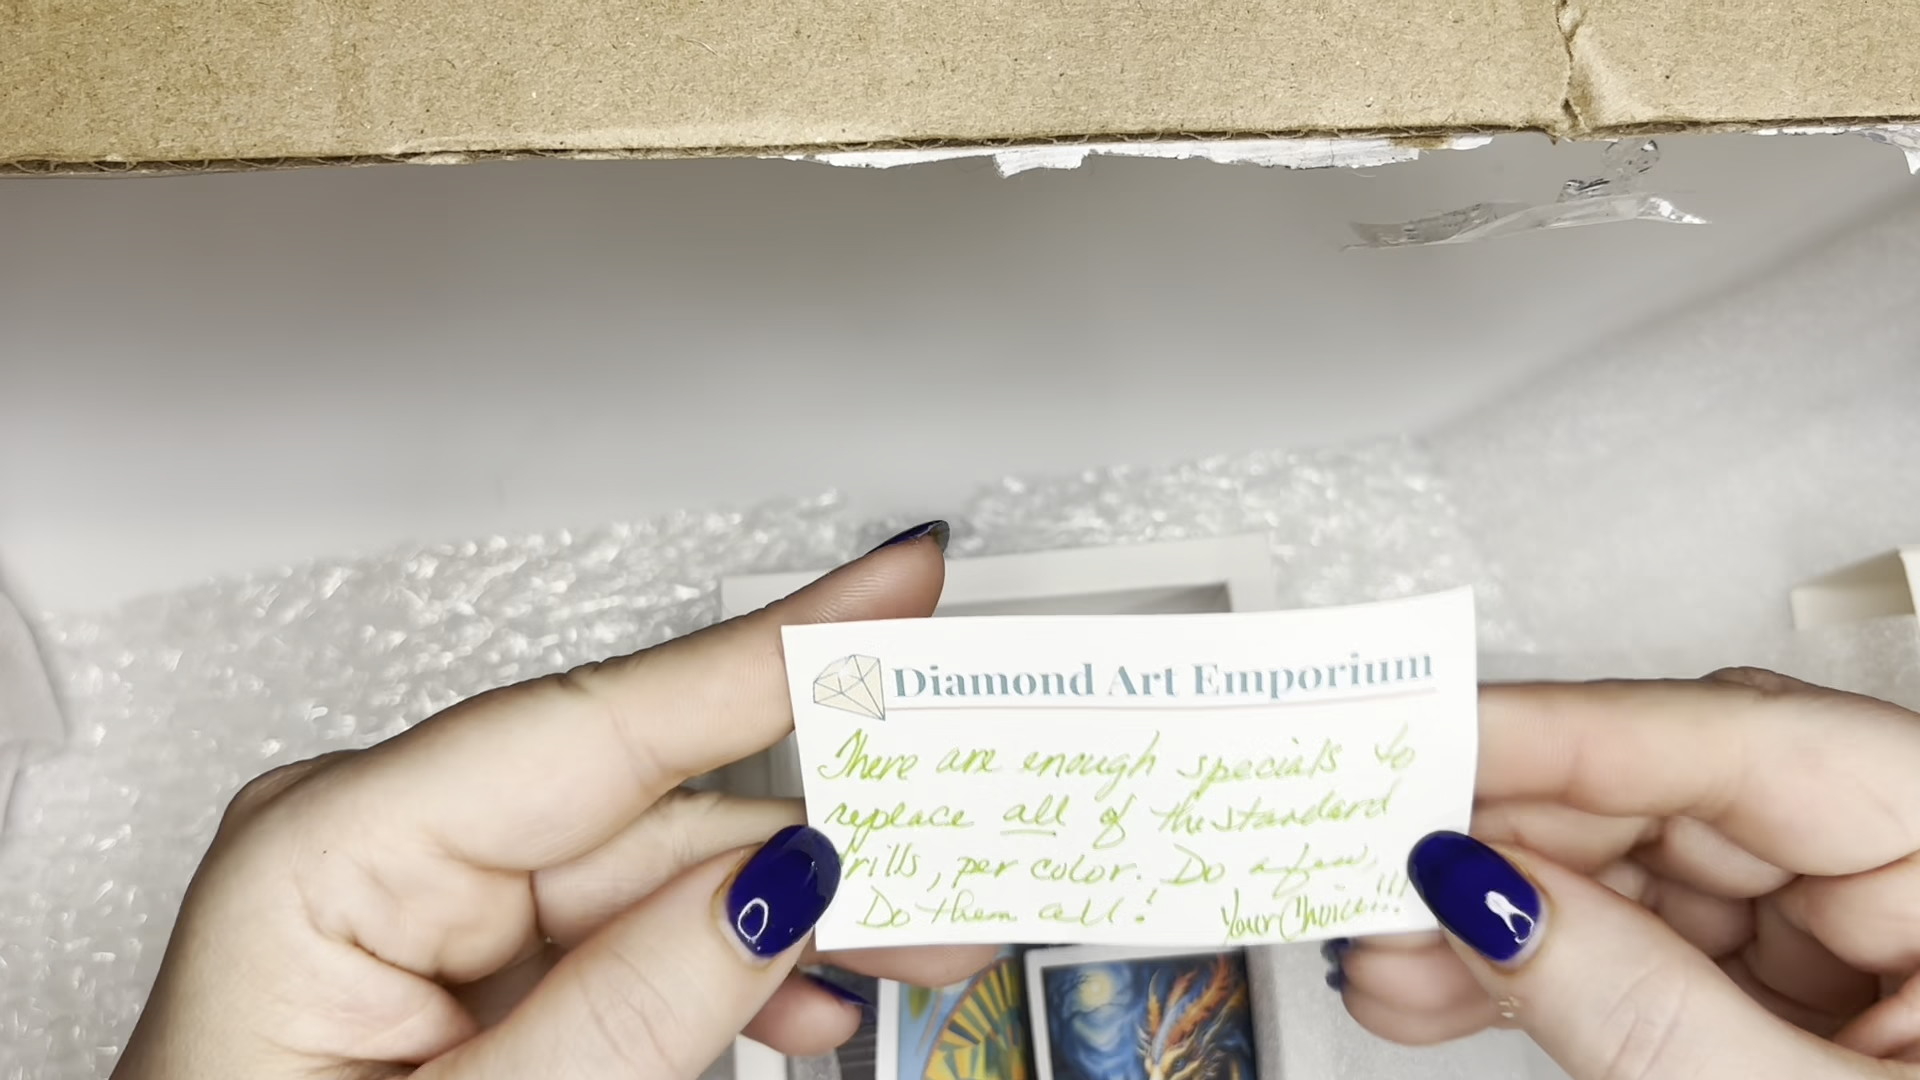 Diamond Art Emporium
There are enough specials to
replace all of the standard
rills, per color. Do a few,
Do them all! Your Choice!!!